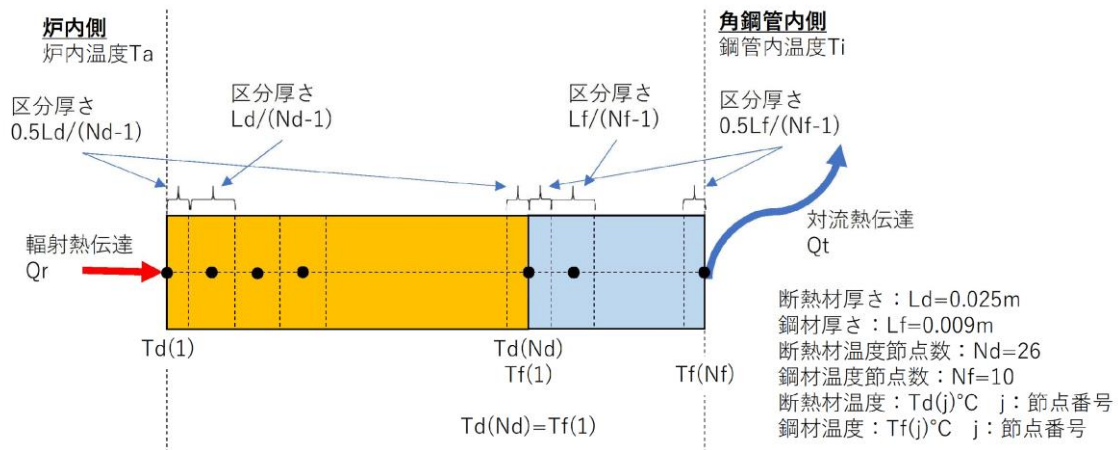 炉内側
炉内温度Ta
角鋼管内側
鋼管内温度Ti
区分厚さ
0.5Ld/(Nd-1)
区分厚さ
Ld/(Nd-1)
区分厚さ
Lf/(Nf-1)
区分厚さ
0.5Lf/(Nf-1)
輻射熱伝達
Qr
対流熱伝達
Qt
Td(1)
Td(Nd)
Tf(1)
Tf(Nf)
Td(Nd)=Tf(1)
断熱材厚さ：Ld=0.025m
鋼材厚さ：Lf=0.009m
断熱材温度節点数：Nd=26
鋼材温度節点数：Nf=10
断熱材温度：Td(j)°C　j：節点番号
鋼材温度：Tf(j)°C　j：節点番号